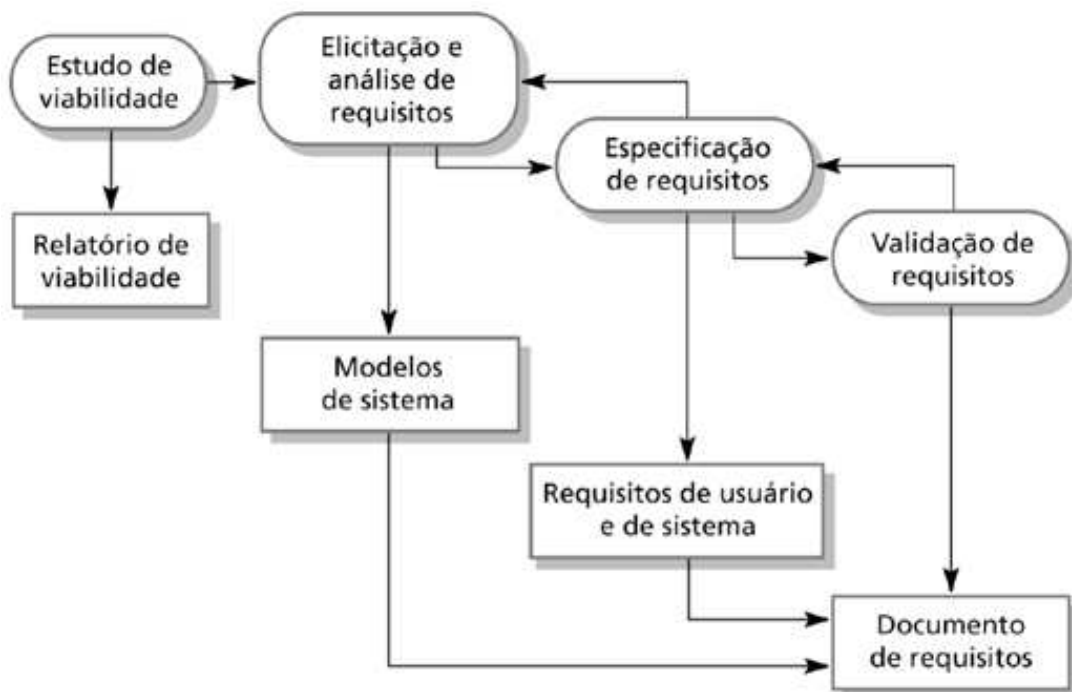 Estudo de
viabilidade
Elicitação e
análise de
requisitos
Especificação
de requisitos
Validação de
requisitos
Relatório de
viabilidade
Modelos
de sistema
Requisitos de usuário
e de sistema
Documento
de requisitos